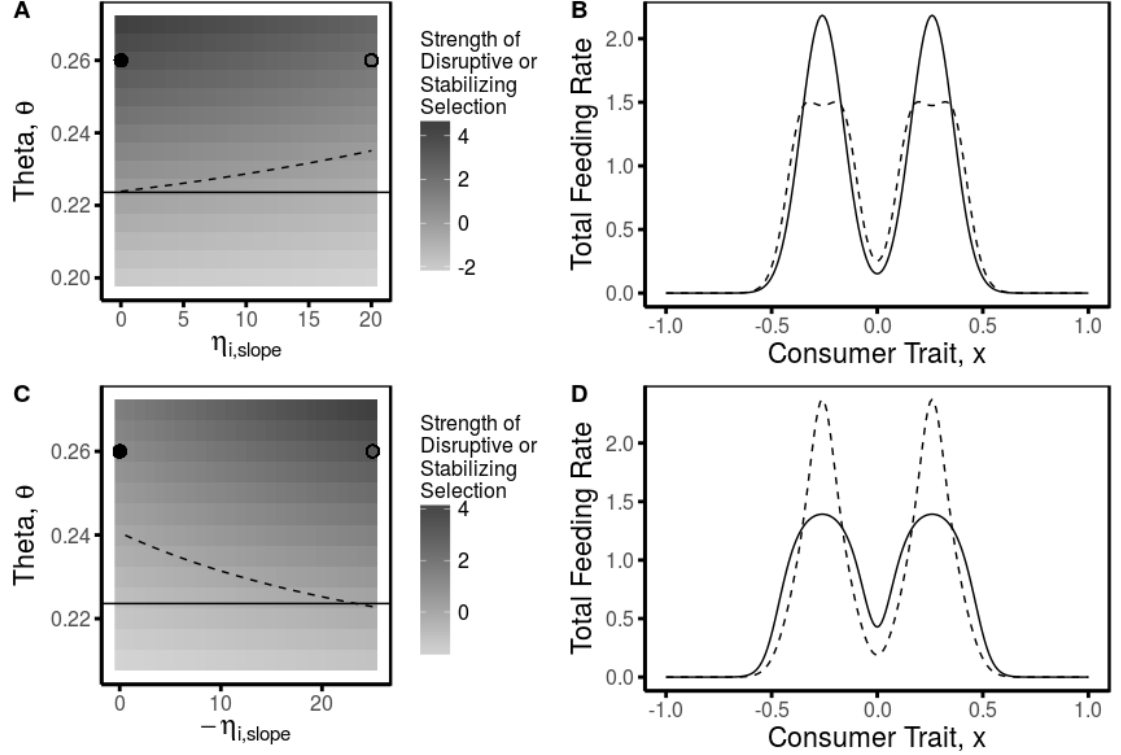 A
Theta, θ
0.26
0.24
0.22
0.20
0
5
10
15
20
ηi,slope
Strength of
Disruptive or
Stabilizing
Selection
4
2
0
-2
B
Total Feeding Rate
2.0
1.5
1.0
0.5
0.0
-1.0
-0.5
0.0
0.5
1.0
Consumer Trait, x
C
Theta, θ
0.26
0.24
0.22
0
10
20
−ηi,slope
Strength of
Disruptive or
Stabilizing
Selection
4
2
0
D
Total Feeding Rate
2.0
1.5
1.0
0.5
0.0
-1.0
-0.5
0.0
0.5
1.0
Consumer Trait, x